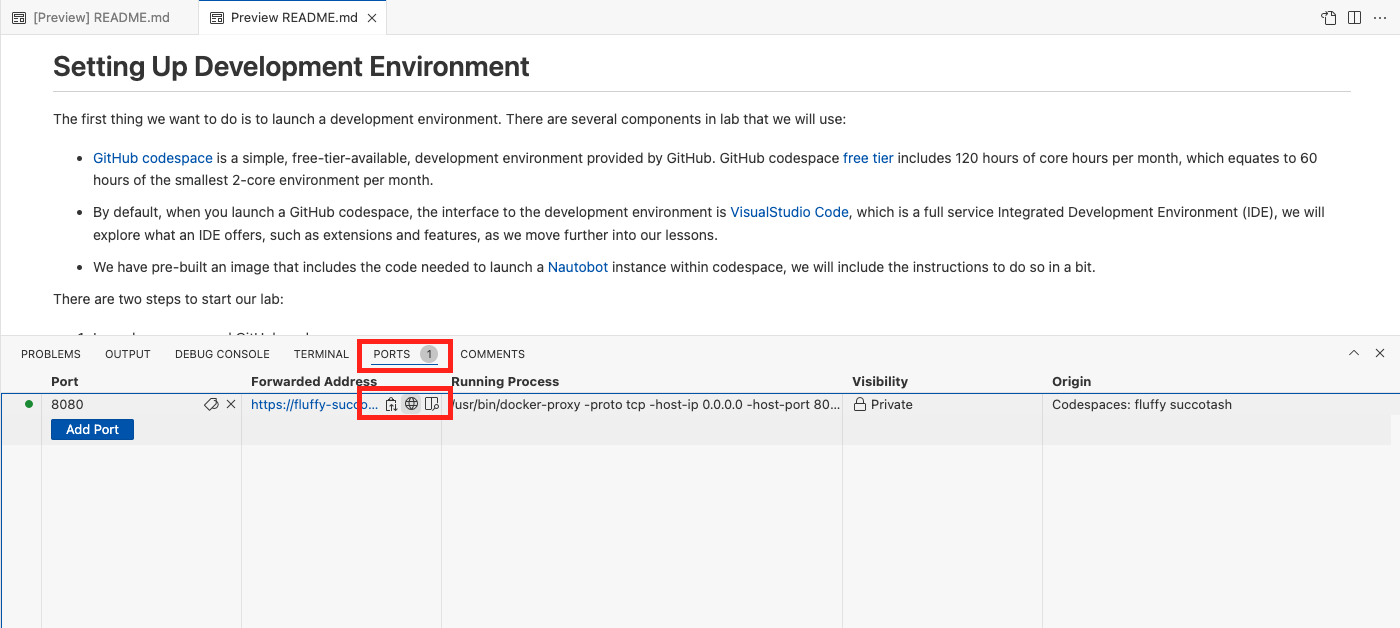 [Preview] README.md
Preview README.md
Setting Up Development Environment
The first thing we want to do is to launch a development environment. There are several components in lab that we will use:
• GitHub codespace is a simple, free-tier-available, development environment provided by GitHub. GitHub codespace free tier includes 120 hours of core hours per month, which equates to 60
hours of the smallest 2-core environment per month.
• By default, when you launch a GitHub codespace, the interface to the development environment is VisualStudio Code, which is a full service Integrated Development Environment (IDE), we will
explore what an IDE offers, such as extensions and features, as we move further into our lessons.
• We have pre-built an image that includes the code needed to launch a Nautobot instance within codespace, we will include the instructions to do so in a bit.
There are two steps to start our lab:
PROBLEMS OUTPUT DEBUG CONSOLE TERMINAL PORTS 1 COMMENTS
Port Forwarded Address Running Process Visibility Origin
8080 https://fluffy-succo... /usr/bin/docker-proxy -proto tcp -host-ip 0.0.0.0 -host-port 80... Private Codespaces: fluffy succotash
Add Port